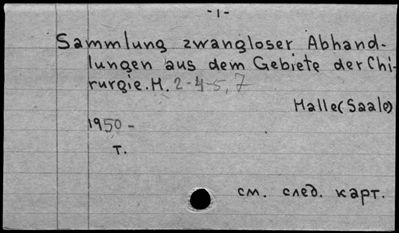 -1-
Sammlung zwangloser Abhand-
lungen aus dem Gebiete der Chi-
rurgie. H. 2-4-5, 7
Halle (Saale)
1950 -
т.
см. след. карт.